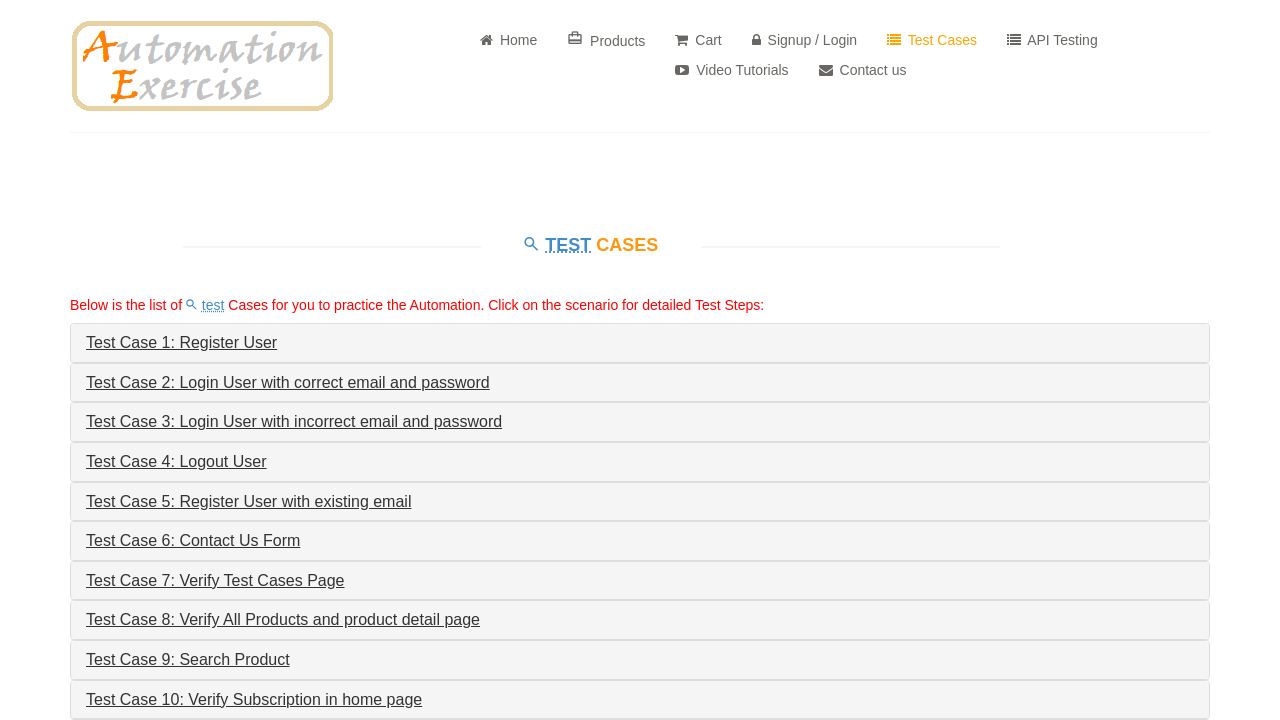 Automation
Exercise
Home
Products
Cart
Signup / Login
Test Cases
API Testing
Video Tutorials
Contact us
TEST CASES
Below is the list of test Cases for you to practice the Automation. Click on the scenario for detailed Test Steps:
Test Case 1: Register User
Test Case 2: Login User with correct email and password
Test Case 3: Login User with incorrect email and password
Test Case 4: Logout User
Test Case 5: Register User with existing email
Test Case 6: Contact Us Form
Test Case 7: Verify Test Cases Page
Test Case 8: Verify All Products and product detail page
Test Case 9: Search Product
Test Case 10: Verify Subscription in home page